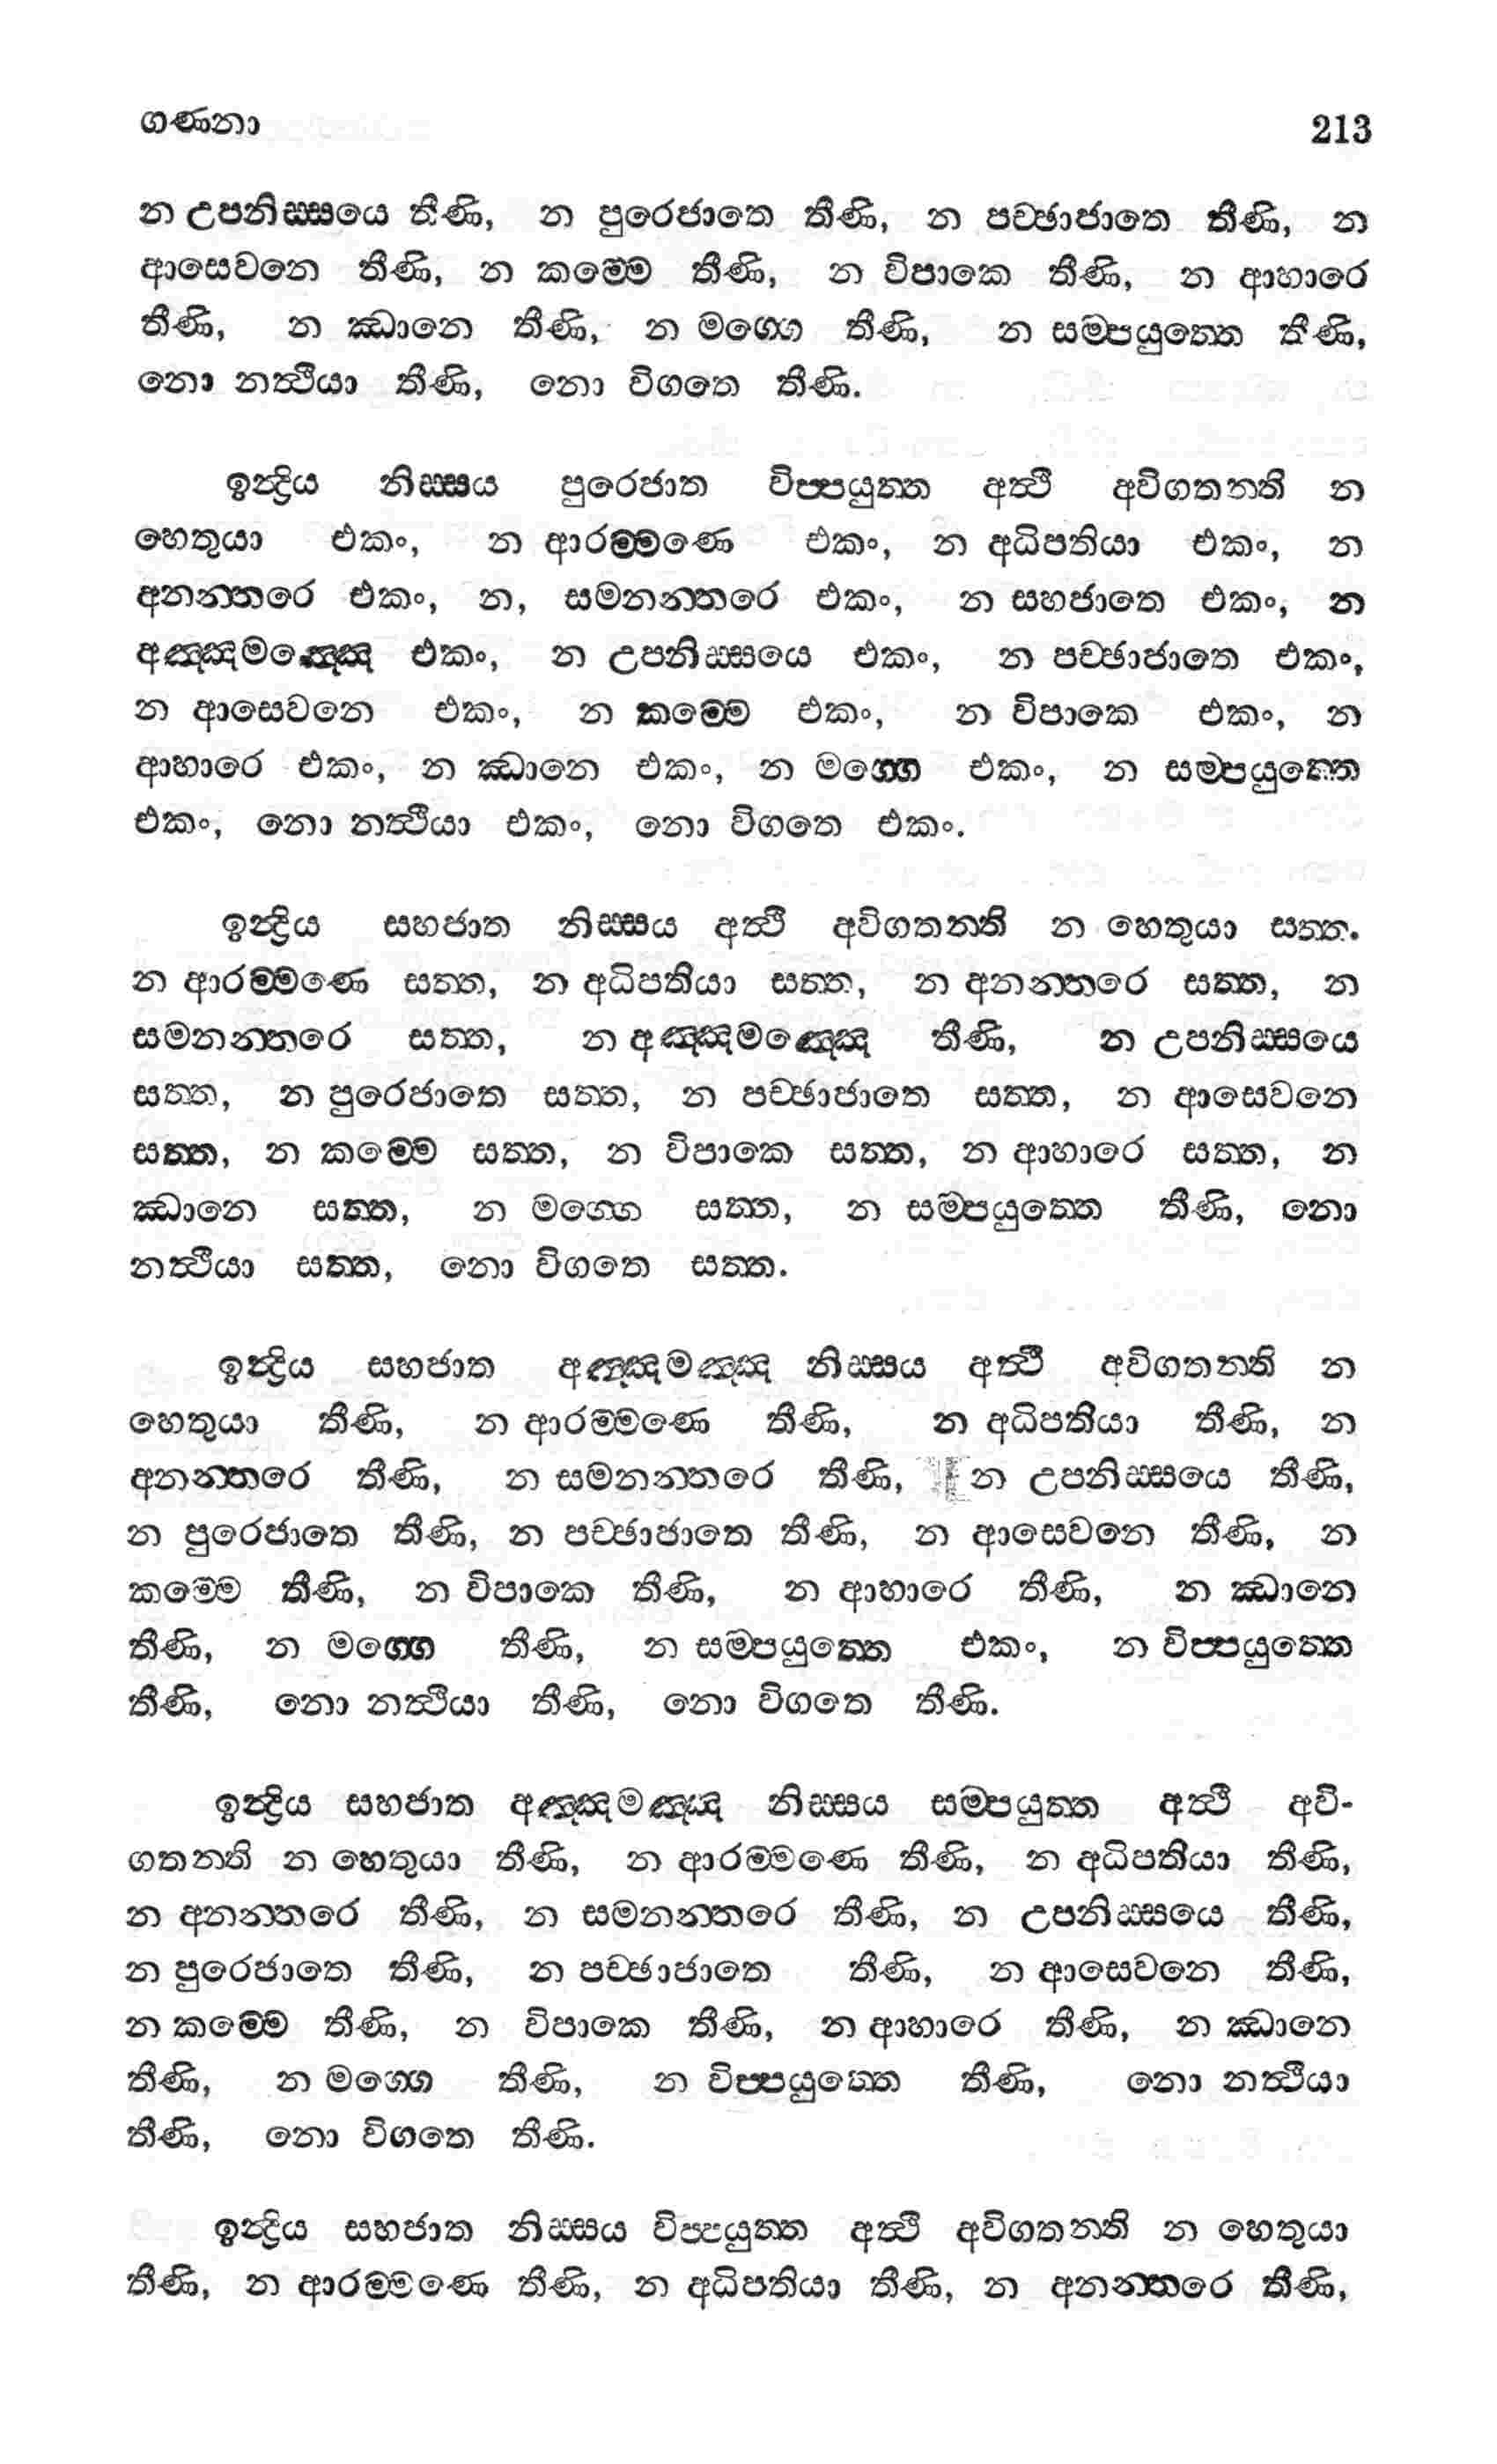 ගණනා 213
න උපනිස්සයෙ තීණි, න පුරෙජාතෙ තීණි, න පච්ඡාජාතෙ තීණි, න
ආසෙවනෙ තීණි, න කම්මෙ තීණි, න විපාකෙ තීණි, න ආහාරෙ
තීණි, න ඣානෙ තීණි, න මග්ගෙ තීණි, න සම්පයුත්තෙ තීණි,
නො නත්ථියා තීණි, නො විගතෙ තීණි.
ඉන්ද්‍රිය නිස්සය පුරෙජාත විප්පයුත්ත අත්ථි අවිගතන්ති න
හෙතුයා එකං, න ආරම්මණෙ එකං, න අධිපතියා එකං, න
අනන්තරෙ එකං, න, සමනන්තරෙ එකං, න සහජාතෙ එකං, න
අඤ්ඤමඤ්ඤෙ එකං, න උපනිස්සයෙ එකං, න පච්ඡාජාතෙ එකං,
න ආසෙවනෙ එකං, න කම්මෙ එකං, න විපාකෙ එකං, න
ආහාරෙ එකං, න ඣානෙ එකං, න මග්ගෙ එකං, න සම්පයුත්තෙ
එකං, නො නත්ථියා එකං, නො විගතෙ එකං.
ඉන්ද්‍රිය සහජාත නිස්සය අත්ථි අවිගතන්ති න හෙතුයා සත්ත.
න ආරම්මණෙ සත්ත, න අධිපතියා සත්ත, න අනන්තරෙ සත්ත, න
සමනන්තරෙ සත්ත, න අඤ්ඤමඤ්ඤෙ තීණි, න උපනිස්සයෙ
සත්ත, න පුරෙජාතෙ සත්ත, න පච්ඡාජාතෙ සත්ත, න ආසෙවනෙ
සත්ත, න කම්මෙ සත්ත, න විපාකෙ සත්ත, න ආහාරෙ සත්ත, න
ඣානෙ සත්ත, න මග්ගෙ සත්ත, න සම්පයුත්තෙ තීණි, නො
නත්ථියා සත්ත, නො විගතෙ සත්ත.
ඉන්ද්‍රිය සහජාත අඤ්ඤමඤ්ඤ නිස්සය අත්ථි අවිගතන්ති න
හෙතුයා තීණි, න ආරම්මණෙ තීණි, න අධිපතියා තීණි, න
අනන්තරෙ තීණි, න සමනන්තරෙ තීණි, න උපනිස්සයෙ තීණි,
න පුරෙජාතෙ තීණි, න පච්ඡාජාතෙ තීණි, න ආසෙවනෙ තීණි, න
කම්මෙ තීණි, න විපාකෙ තීණි, න ආහාරෙ තීණි, න ඣානෙ
තීණි, න මග්ගෙ තීණි, න සම්පයුත්තෙ එකං, න විප්පයුත්තෙ
තීණි, නො නත්ථියා තීණි, නො විගතෙ තීණි.
ඉන්ද්‍රිය සහජාත අඤ්ඤමඤ්ඤ නිස්සය සම්පයුත්ත අත්ථි අවි-
ගතන්ති න හෙතුයා තීණි, න ආරම්මණෙ තීණි, න අධිපතියා තීණි,
න අනන්තරෙ තීණි, න සමනන්තරෙ තීණි, න උපනිස්සයෙ තීණි,
න පුරෙජාතෙ තීණි, න පච්ඡාජාතෙ තීණි, න ආසෙවනෙ තීණි,
න කම්මෙ තීණි, න විපාකෙ තීණි, න ආහාරෙ තීණි, න ඣානෙ
තීණි, න මග්ගෙ තීණි, න විප්පයුත්තෙ තීණි, නො නත්ථියා
තීණි, නො විගතෙ තීණි.
ඉන්ද්‍රිය සහජාත නිස්සය විප්පයුත්ත අත්ථි අවිගතන්ති න හෙතුයා
තීණි, න ආරම්මණෙ තීණි, න අධිපතියා තීණි, න අනන්තරෙ තීණි,